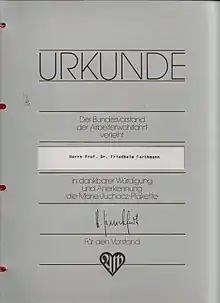 URKUNDE
Der Bundesvorstand
der Arbeiterwohlfahrt
verleiht
Herrn Prof. Dr. Friedhelm Farthmann
in dankbarer Würdigung
und Anerkennung
die Marie-Juchacz-Plakette
Für den Vorstand